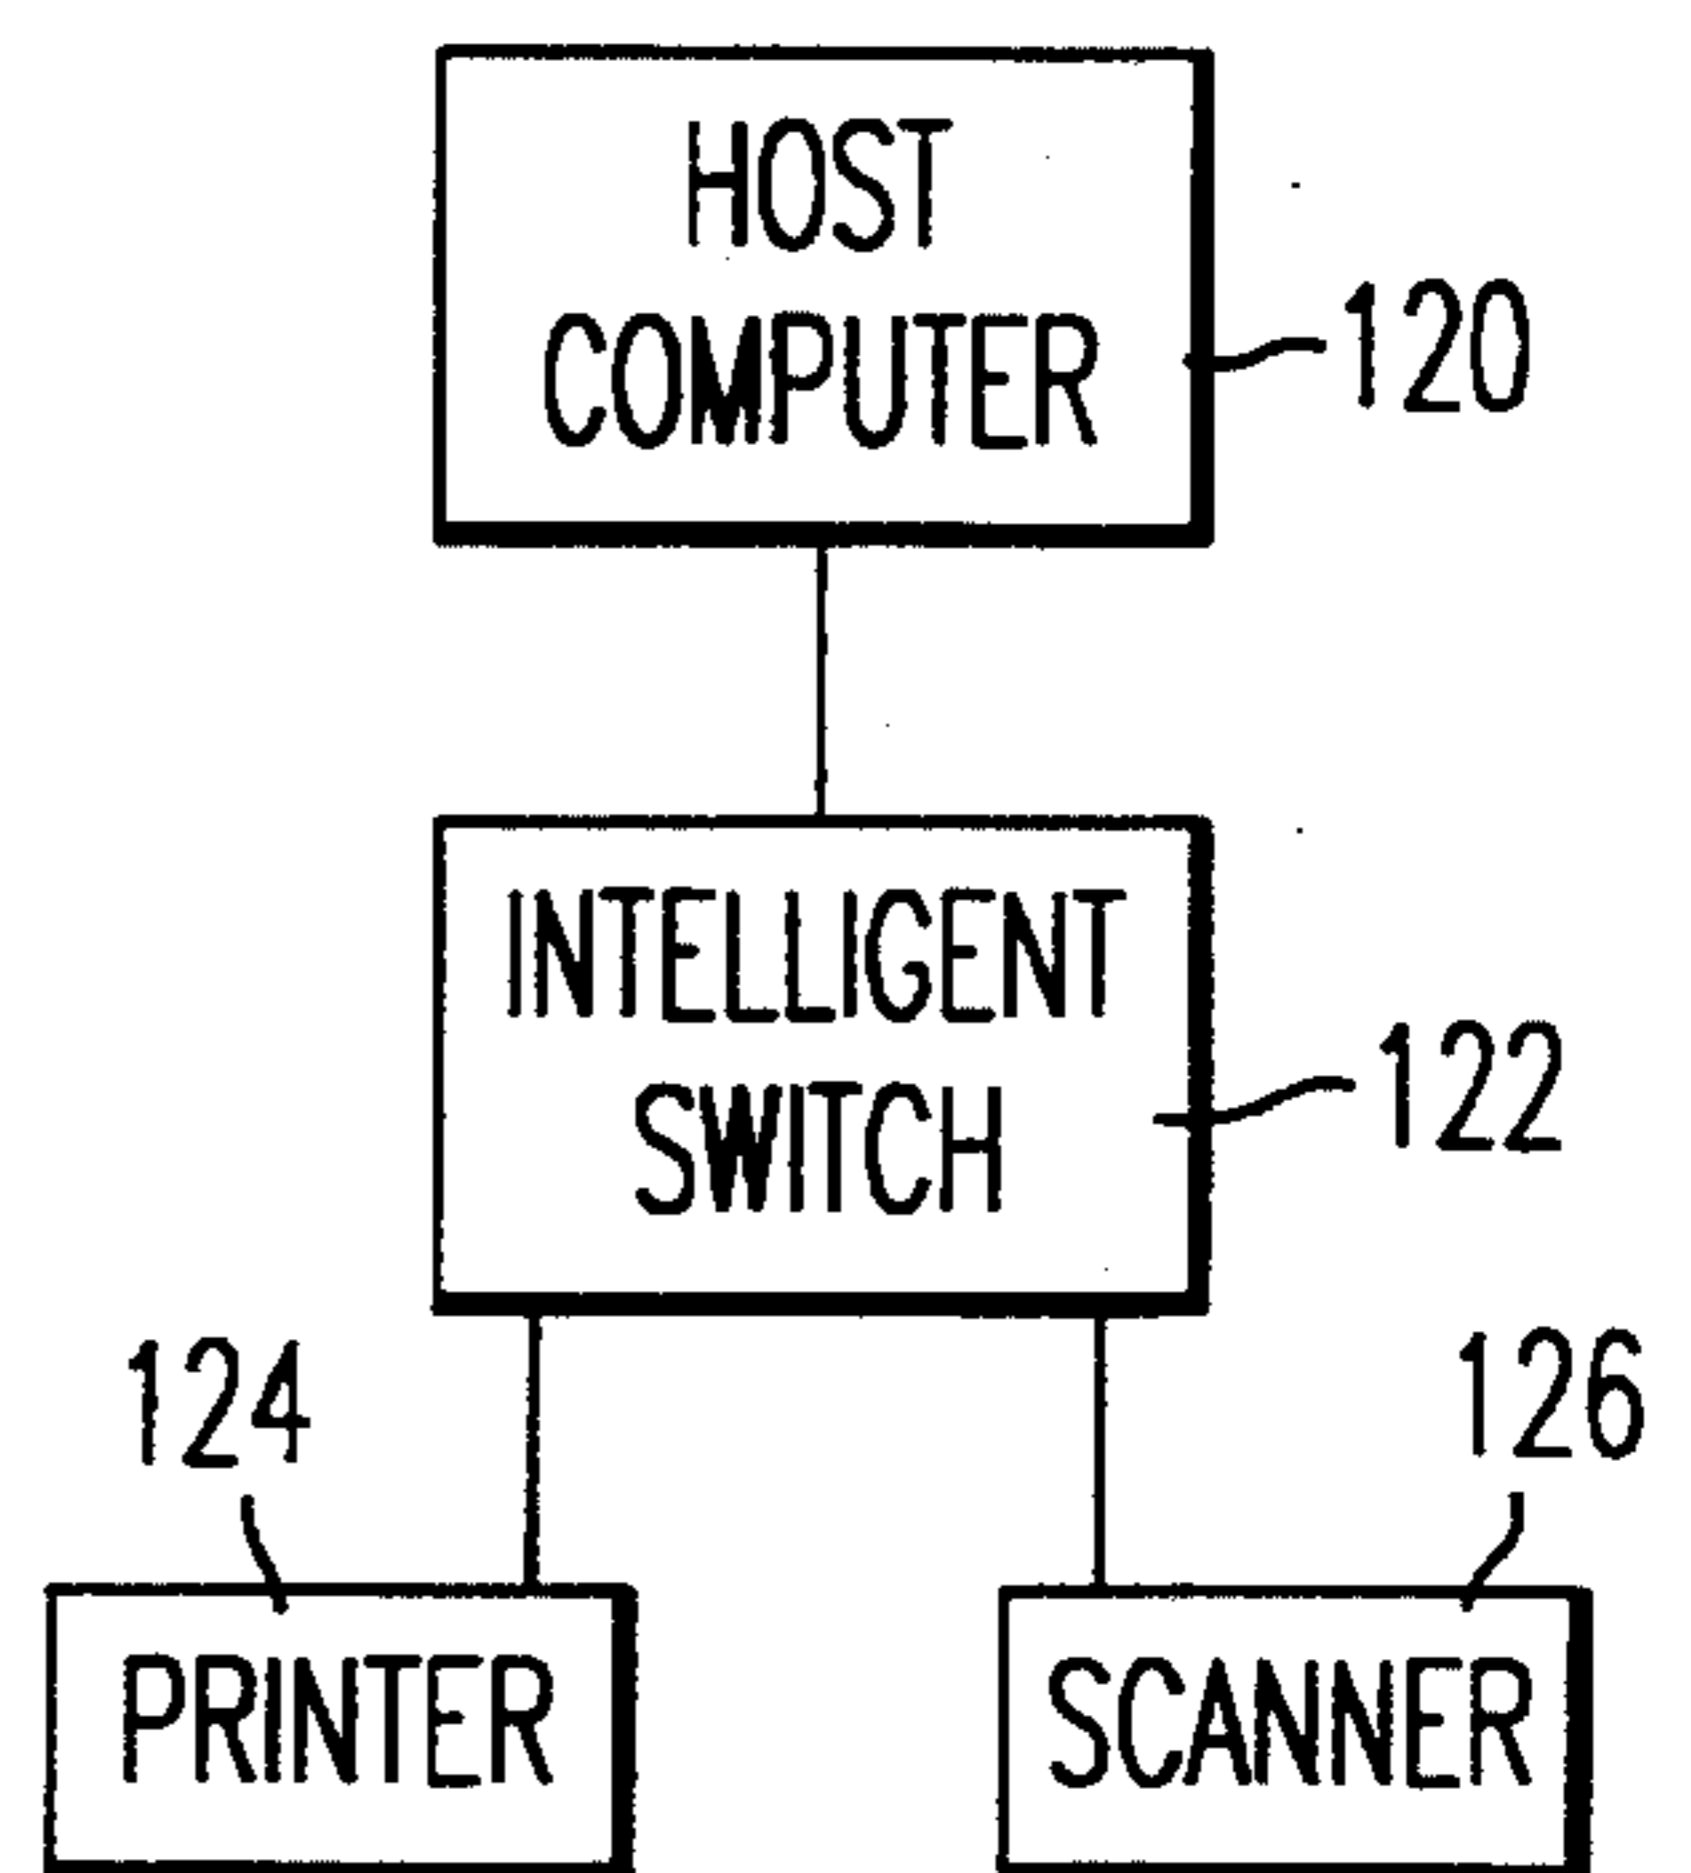 HOST
COMPUTER
120
INTELLIGENT
SWITCH
122
124
126
PRINTER
SCANNER